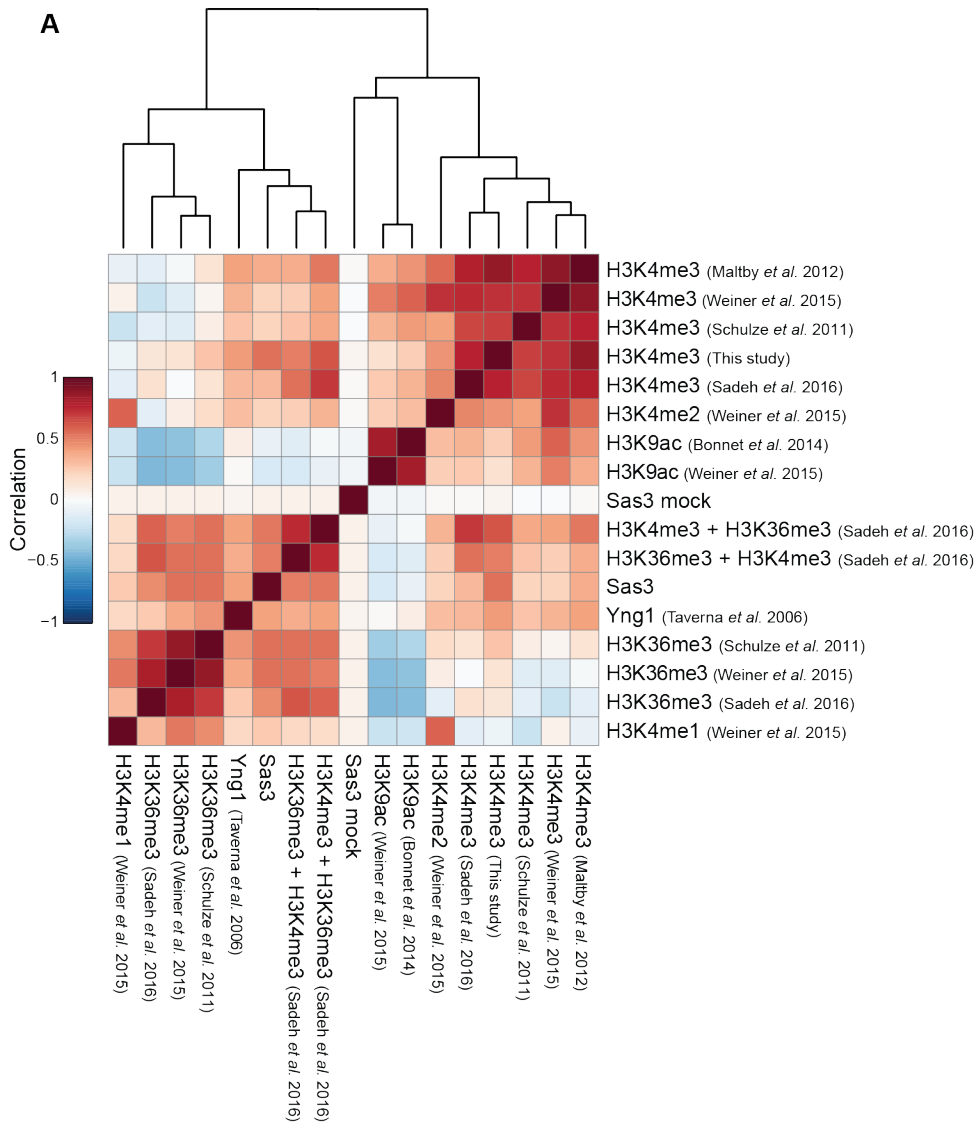 A
H3K4me3 (Maltby et al. 2012)
H3K4me3 (Weiner et al. 2015)
H3K4me3 (Schulze et al. 2011)
H3K4me3 (This study)
H3K4me3 (Sadeh et al. 2016)
H3K4me2 (Weiner et al. 2015)
H3K9ac (Bonnet et al. 2014)
H3K9ac (Weiner et al. 2015)
Sas3 mock
H3K4me3 + H3K36me3 (Sadeh et al. 2016)
H3K36me3 + H3K4me3 (Sadeh et al. 2016)
Sas3
Yng1 (Taverna et al. 2006)
H3K36me3 (Schulze et al. 2011)
H3K36me3 (Weiner et al. 2015)
H3K36me3 (Sadeh et al. 2016)
H3K4me1 (Weiner et al. 2015)
Correlation
1
0.5
0
−0.5
−1
H3K4me1 (Weiner et al. 2015)
H3K36me3 (Sadeh et al. 2016)
H3K36me3 (Weiner et al. 2015)
H3K36me3 (Schulze et al. 2011)
Yng1 (Taverna et al. 2006)
Sas3
H3K36me3 + H3K4me3 (Sadeh et al. 2016)
H3K4me3 + H3K36me3 (Sadeh et al. 2016)
Sas3 mock
H3K9ac (Weiner et al. 2015)
H3K9ac (Bonnet et al. 2014)
H3K4me2 (Weiner et al. 2015)
H3K4me3 (Sadeh et al. 2016)
H3K4me3 (This study)
H3K4me3 (Schulze et al. 2011)
H3K4me3 (Weiner et al. 2015)
H3K4me3 (Maltby et al. 2012)